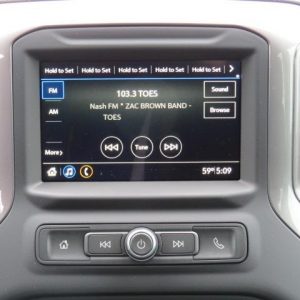 Hold to Set Hold to Set Hold to Set Hold to Set Hold to Set
FM
103.3 TOES
Sound
Nash FM * ZAC BROWN BAND -
TOES
Browse
AM
Tune
More
59° 5:09